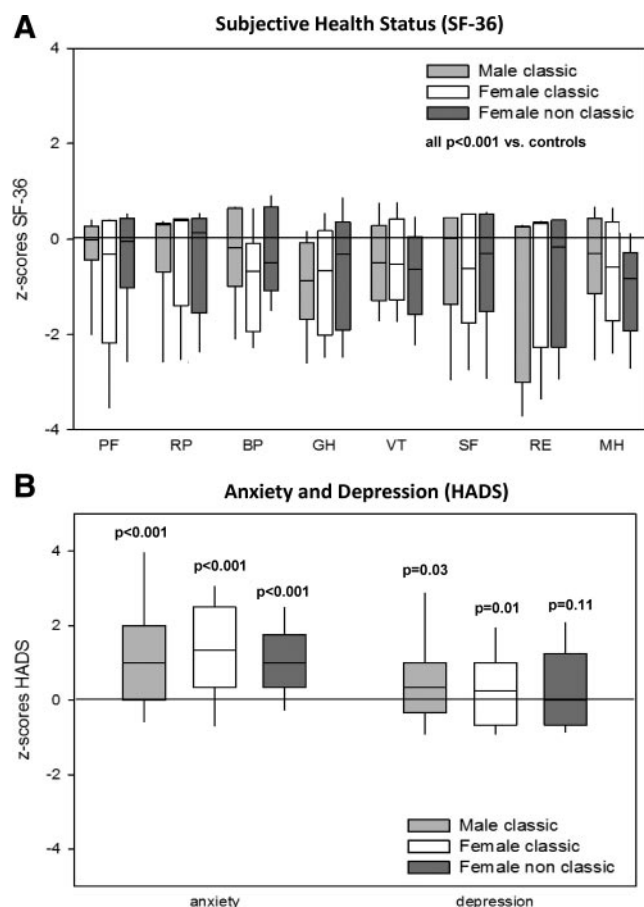 A
Subjective Health Status (SF-36)
4
Male classic
Female classic
Female non classic
2
all p<0.001 vs. controls
z-scores SF-36
0
-2
-4
PF RP BP GH VT SF RE MH
B
Anxiety and Depression (HADS)
p<0.001
4
p<0.001
p=0.03
p<0.001
p=0.01
p=0.11
2
z-scores HADS
0
-2
Male classic
Female classic
-4
Female non classic
anxiety depression